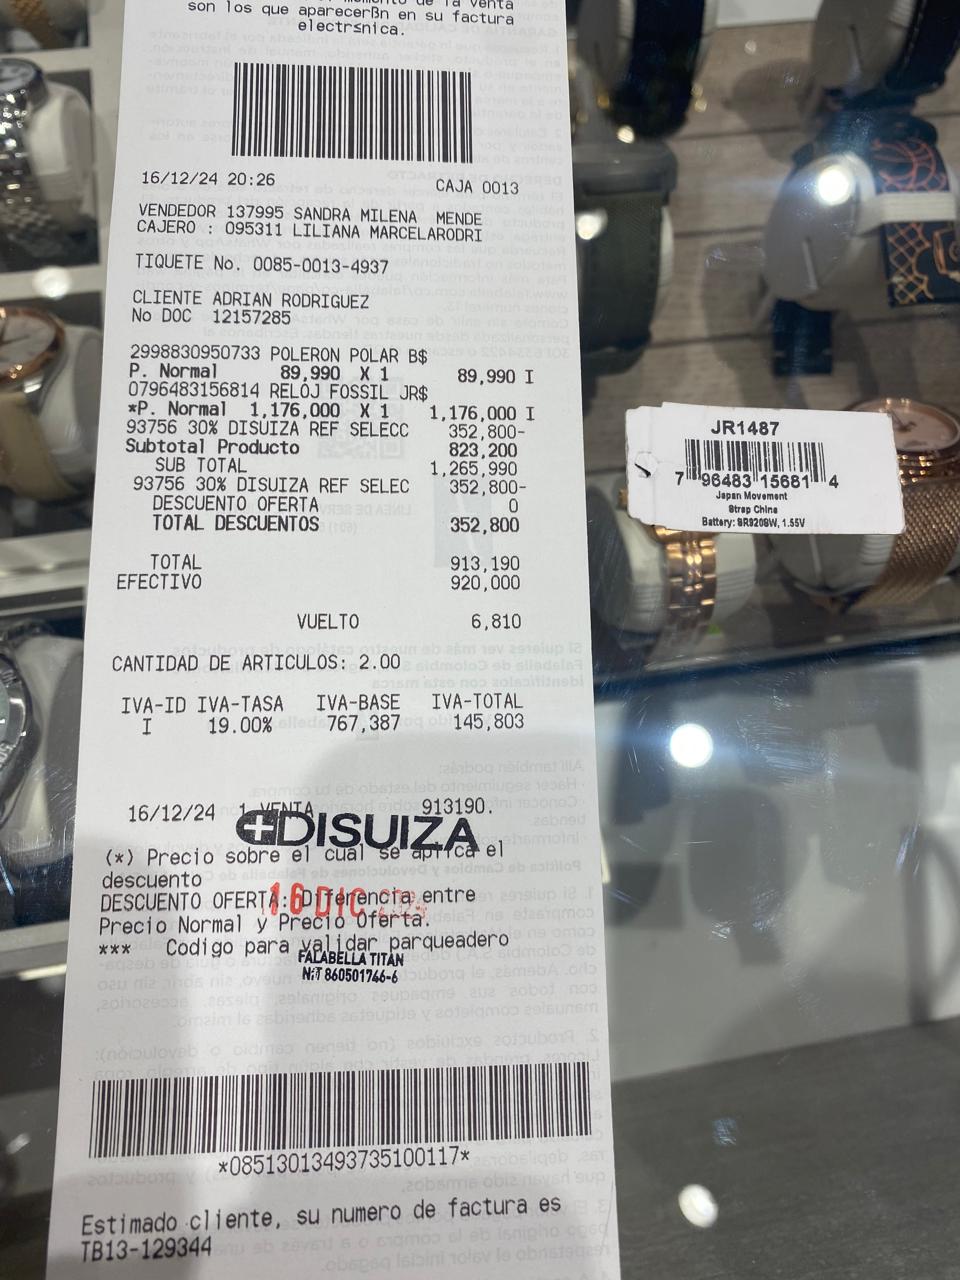 momento de la venta
son los que aparecerßn en su factura
electrsnica.
16/12/24 20:26 CAJA 0013
VENDEDOR 137995 SANDRA MILENA MENDE
CAJERO : 095311 LILIANA MARCELARODRI
TIQUETE No. 0085-0013-4937
CLIENTE ADRIAN RODRIGUEZ
No DOC 12157285
2998830950733 POLERON POLAR B$
P. Normal 89,990 X 1 89,990 I
0796483156814 RELOJ FOSSIL JR$
*P. Normal 1,176,000 X 1 1,176,000 I
93756 30% DISUIZA REF SELECC 352,800-
Subtotal Producto 823,200
SUB TOTAL 1,265,990
93756 30% DISUIZA REF SELEC 352,800-
DESCUENTO OFERTA 0
TOTAL DESCUENTOS 352,800
TOTAL 913,190
EFECTIVO 920,000
VUELTO 6,810
CANTIDAD DE ARTICULOS: 2.00
IVA-ID IVA-TASA IVA-BASE IVA-TOTAL
I 19.00% 767,387 145,803
16/12/24 1 VENTA 913190.
DISUIZA
(*) Precio sobre el cual se aplica el
descuento
DESCUENTO OFERTA: Diferencia entre
16 DIC
Precio Normal y Precio Oferta.
*** Codigo para validar parqueadero
FALABELLA TITAN
NiT 860501746-6
*08513013493735100117*
Estimado cliente, su numero de factura es
TB13-129344
JR1487
7 96483 15681 4
Japan Movement
Strap China
Battery: SR920SW, 1.55V